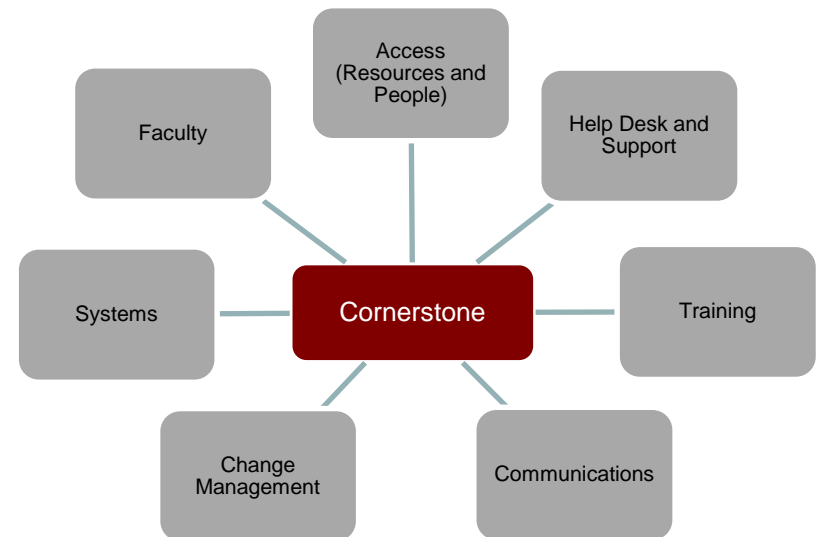 Access
(Resources and
People)
Help Desk and
Support
Faculty
Systems
Cornerstone
Training
Change
Management
Communications